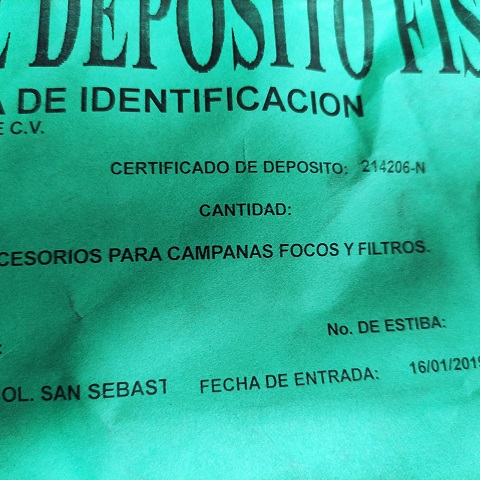 DEPOSITO FIS
A DE IDENTIFICACION
E C.V.
CERTIFICADO DE DEPOSITO: 214206-N
CANTIDAD:
CESORIOS PARA CAMPANAS FOCOS Y FILTROS.
No. DE ESTIBA:
:
OL. SAN SEBAST FECHA DE ENTRADA: 16/01/2019